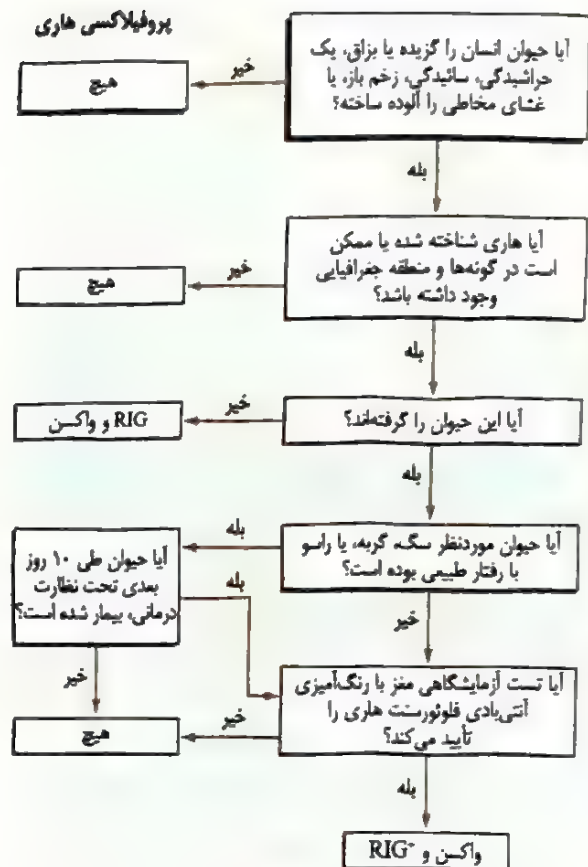 پروفیلاکسی هاری
آیا حیوان انسان را گزیده یا بزاق، یک
خراشیدگی، سائیدگی، زخم باز، یا
غشای مخاطی را آلوده ساخته؟
خیر
هیچ
بله
آیا هاری شناخته شده یا ممکن
است در گونه‌ها و منطقه جغرافیایی
وجود داشته باشد؟
خیر
هیچ
بله
آیا این حیوان را گرفته‌اند؟
خیر
RIG و واکسن
بله
آیا حیوان موردنظر سگ، گربه، یا راسو
با رفتار طبیعی بوده است؟
بله
آیا حیوان طی ۱۰ روز
بعدی تحت نظارت
درمانی، بیمار شده است؟
بله
خیر
خیر
آیا تست آزمایشگاهی مغز با رنگ‌آمیزی
آنتی‌بادی فلوئورسنت هاری را
تأیید می‌کند؟
خیر
هیچ
بله
واکسن و RIG*